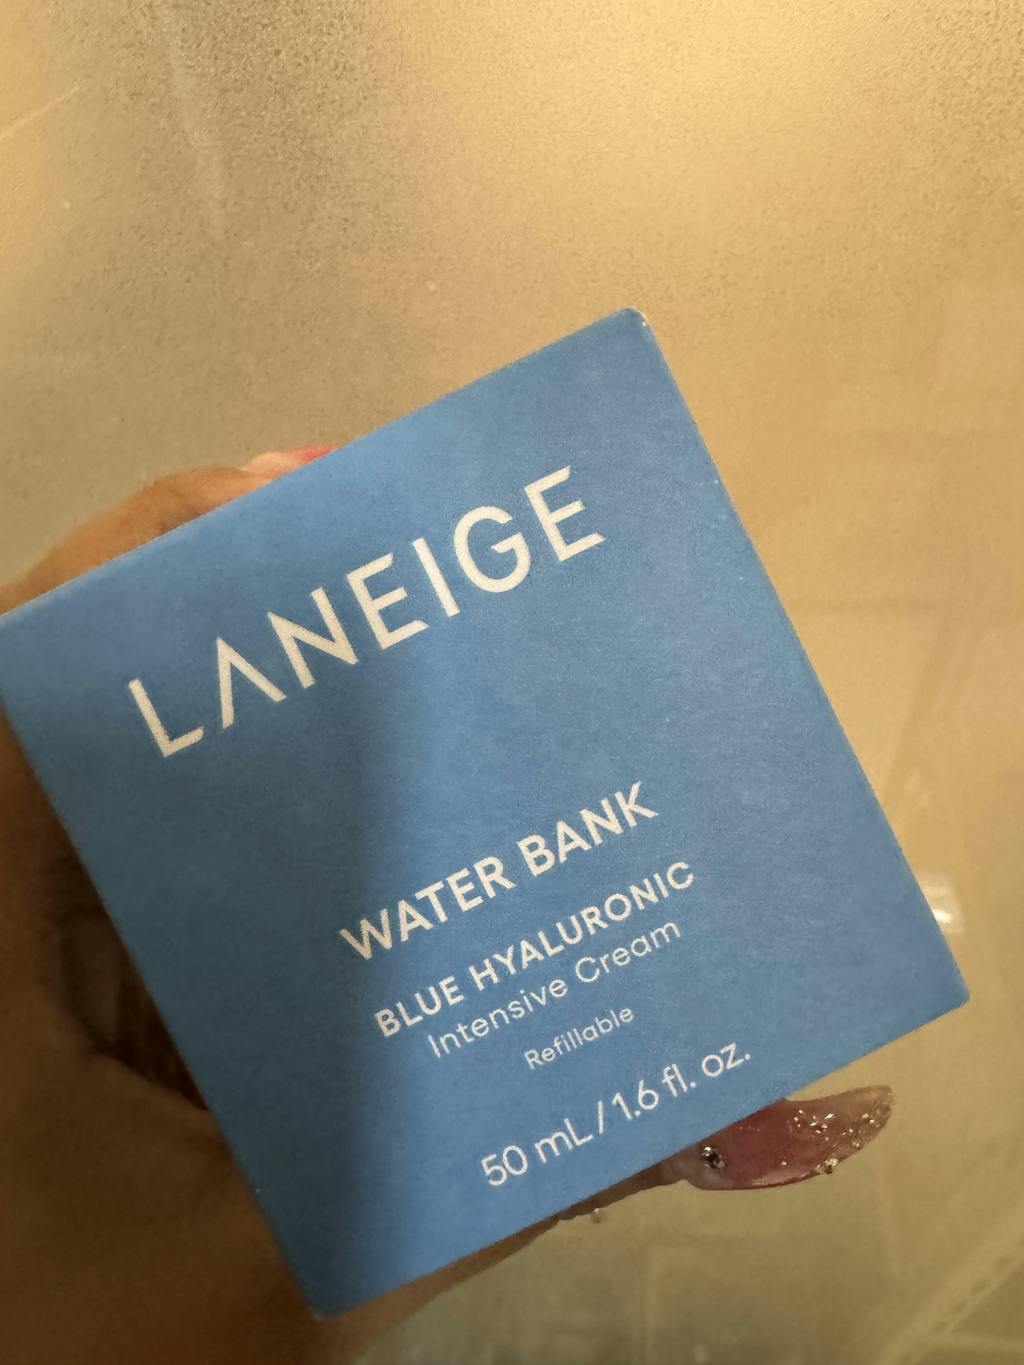 LANEIGE
WATER BANK
BLUE HYALURONIC
Intensive Cream
Refillable
50 mL / 1.6 fl. oz.